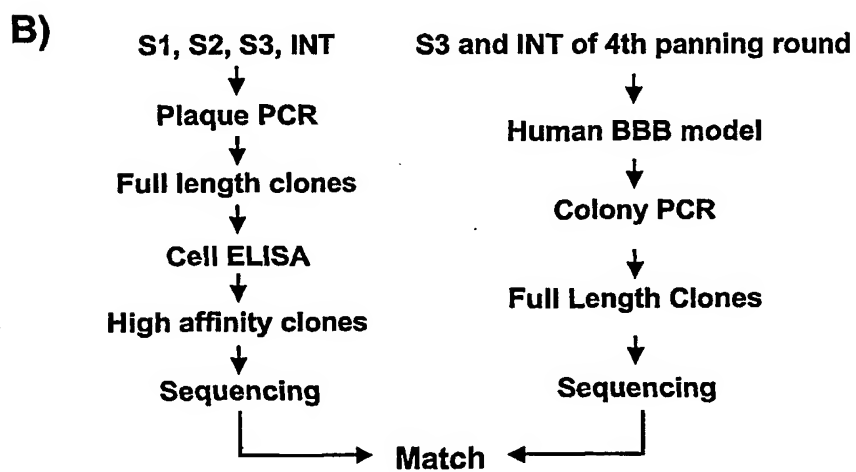 B)
S1, S2, S3, INT
Plaque PCR
Full length clones
Cell ELISA
High affinity clones
Sequencing
S3 and INT of 4th panning round
Human BBB model
Colony PCR
Full Length Clones
Sequencing
Match